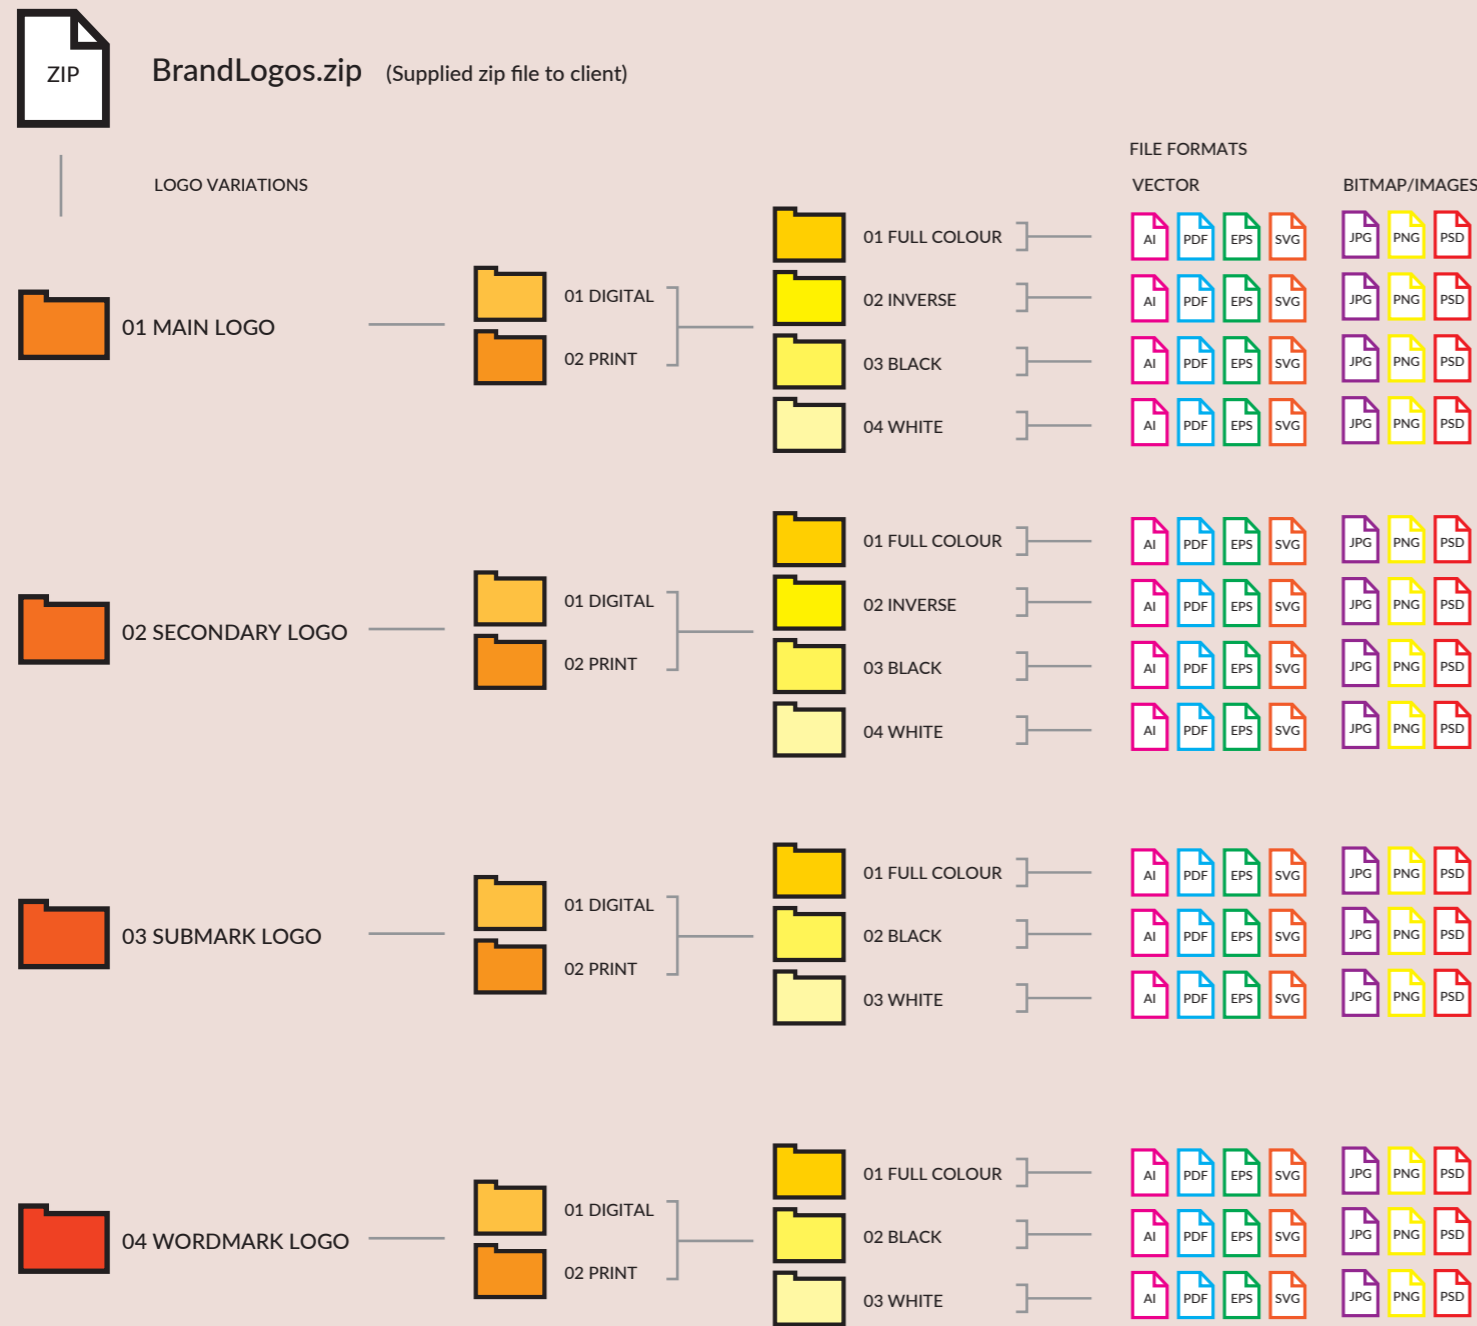 ZIP
BrandLogos.zip (Supplied zip file to client)
FILE FORMATS
LOGO VARIATIONS
VECTOR BITMAP/IMAGES
01 MAIN LOGO
01 DIGITAL
02 PRINT
01 FULL COLOUR AI PDF EPS SVG JPG PNG PSD
02 INVERSE AI PDF EPS SVG JPG PNG PSD
03 BLACK AI PDF EPS SVG JPG PNG PSD
04 WHITE AI PDF EPS SVG JPG PNG PSD
02 SECONDARY LOGO
01 DIGITAL
02 PRINT
01 FULL COLOUR AI PDF EPS SVG JPG PNG PSD
02 INVERSE AI PDF EPS SVG JPG PNG PSD
03 BLACK AI PDF EPS SVG JPG PNG PSD
04 WHITE AI PDF EPS SVG JPG PNG PSD
03 SUBMARK LOGO
01 DIGITAL
02 PRINT
01 FULL COLOUR AI PDF EPS SVG JPG PNG PSD
02 BLACK AI PDF EPS SVG JPG PNG PSD
03 WHITE AI PDF EPS SVG JPG PNG PSD
04 WORDMARK LOGO
01 DIGITAL
02 PRINT
01 FULL COLOUR AI PDF EPS SVG JPG PNG PSD
02 BLACK AI PDF EPS SVG JPG PNG PSD
03 WHITE AI PDF EPS SVG JPG PNG PSD